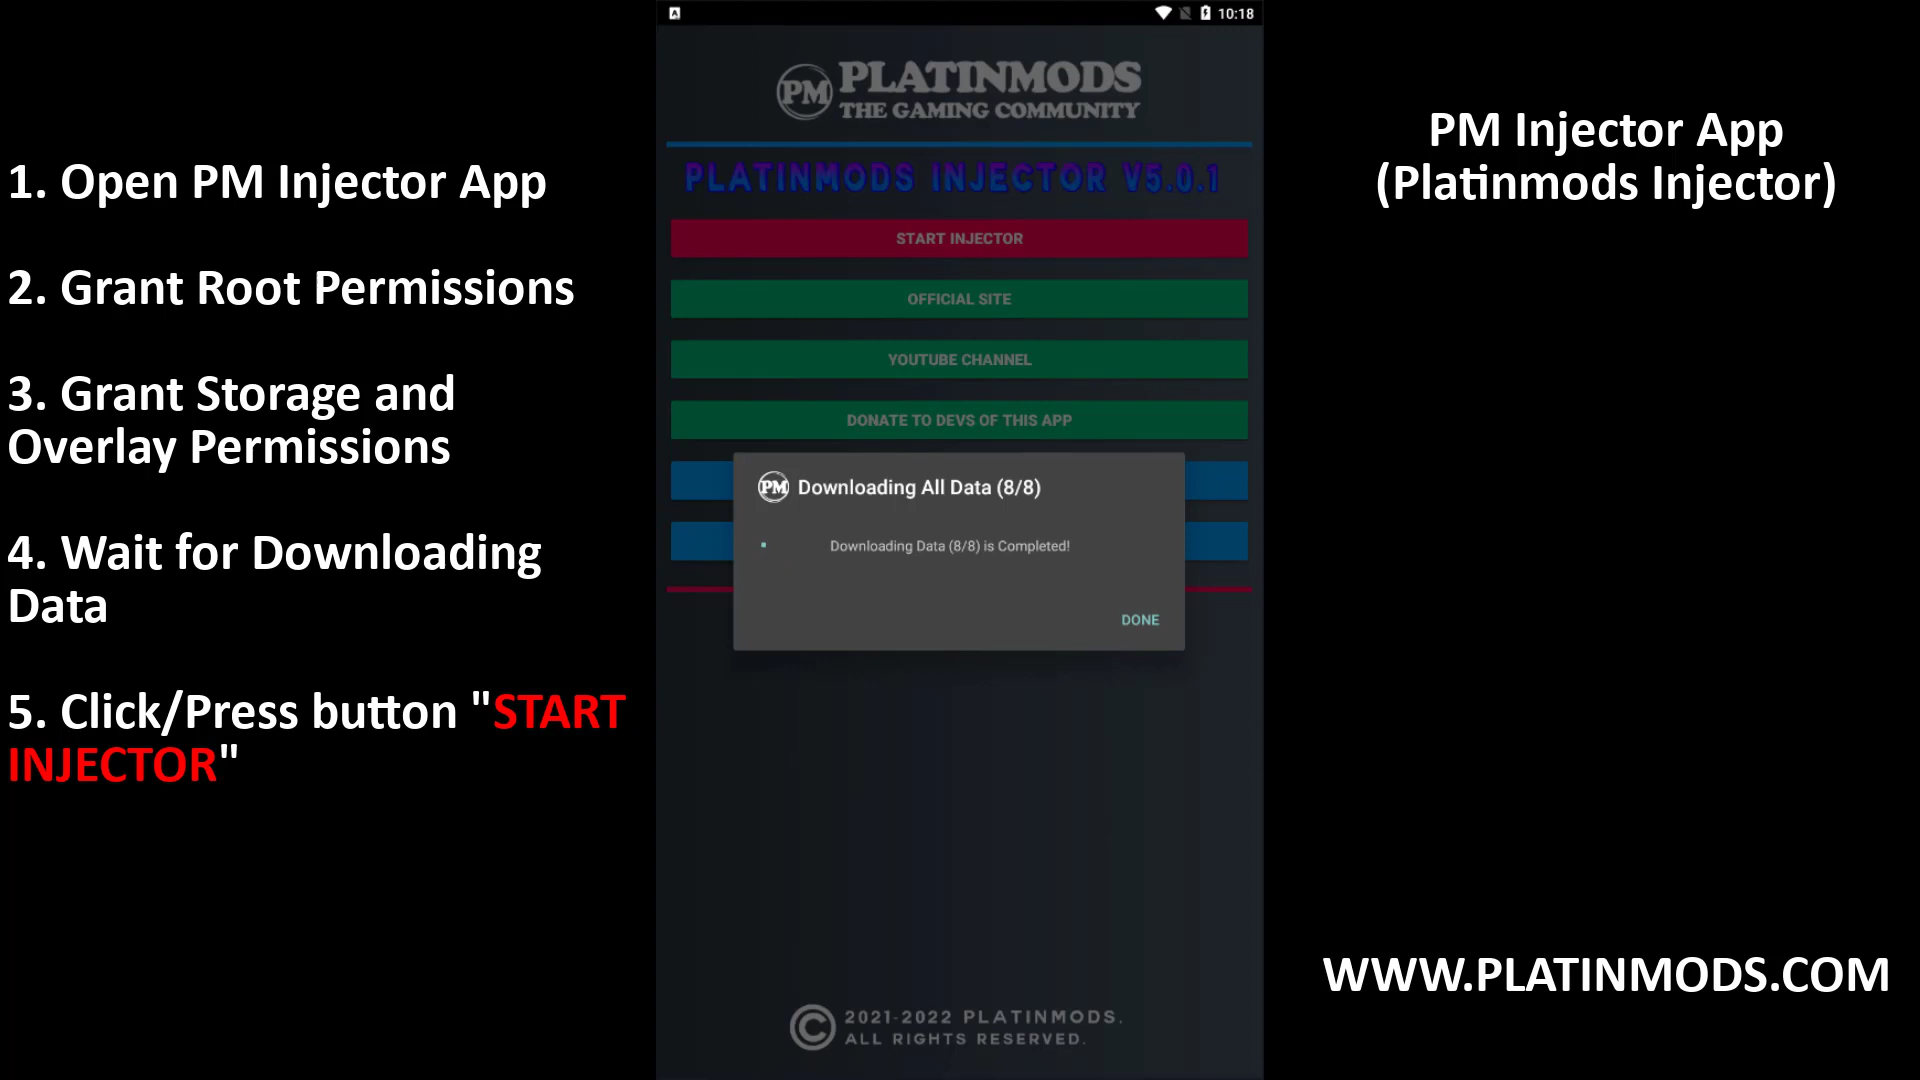 10:18
PM PLATINMODS
THE GAMING COMMUNITY
PM Injector App
(Platinmods Injector)
PLATINMODS INJECTOR V5.0.1
1. Open PM Injector App
2. Grant Root Permissions
3. Grant Storage and
Overlay Permissions
4. Wait for Downloading
Data
5. Click/Press button "START
INJECTOR"
START INJECTOR
OFFICIAL SITE
YOUTUBE CHANNEL
DONATE TO DEVS OF THIS APP
PM Downloading All Data (8/8)
Downloading Data (8/8) is Completed!
DONE
WWW.PLATINMODS.COM
© 2021-2022 PLATINMODS.
ALL RIGHTS RESERVED.